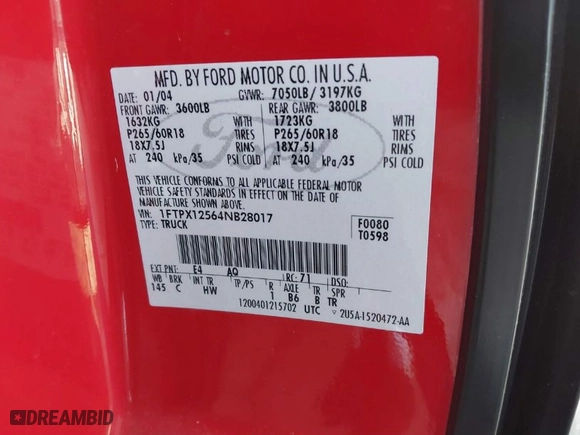 MFD. BY FORD MOTOR CO. IN U.S.A.
DATE: 01/04 GVWR: 7050LB/ 3197KG
FRONT GAWR: 3600LB REAR GAWR: 3800LB
1632KG WITH 1723KG WITH
P265/60R18 TIRES P265/60R18 TIRES
18X7.5J RIMS 18X7.5J RINS
AT 240 kPa/35 PSI COLD AT 240 kPa/35 PSI COLD
THIS VEHICLE CONFORMS TO ALL APPLICABLE FEDERAL MOTOR
VEHICLE SAFETY STANDARDS IN EFFECT ON THE DATE OF
MANUFACTURE SHOWN ABOVE.
VIN: 1FTPX12564NB28017 F0080
TYPE: TRUCK T0598
EXT PNT: E4 AQ RC: 71 DSO:
WB BRK INT TR TP/PS R AXLE TR SPR
145 C HW 1 B6 B TR
1200401215702 UTC 2U5A-1520472-AA
Ford
DREAMBID